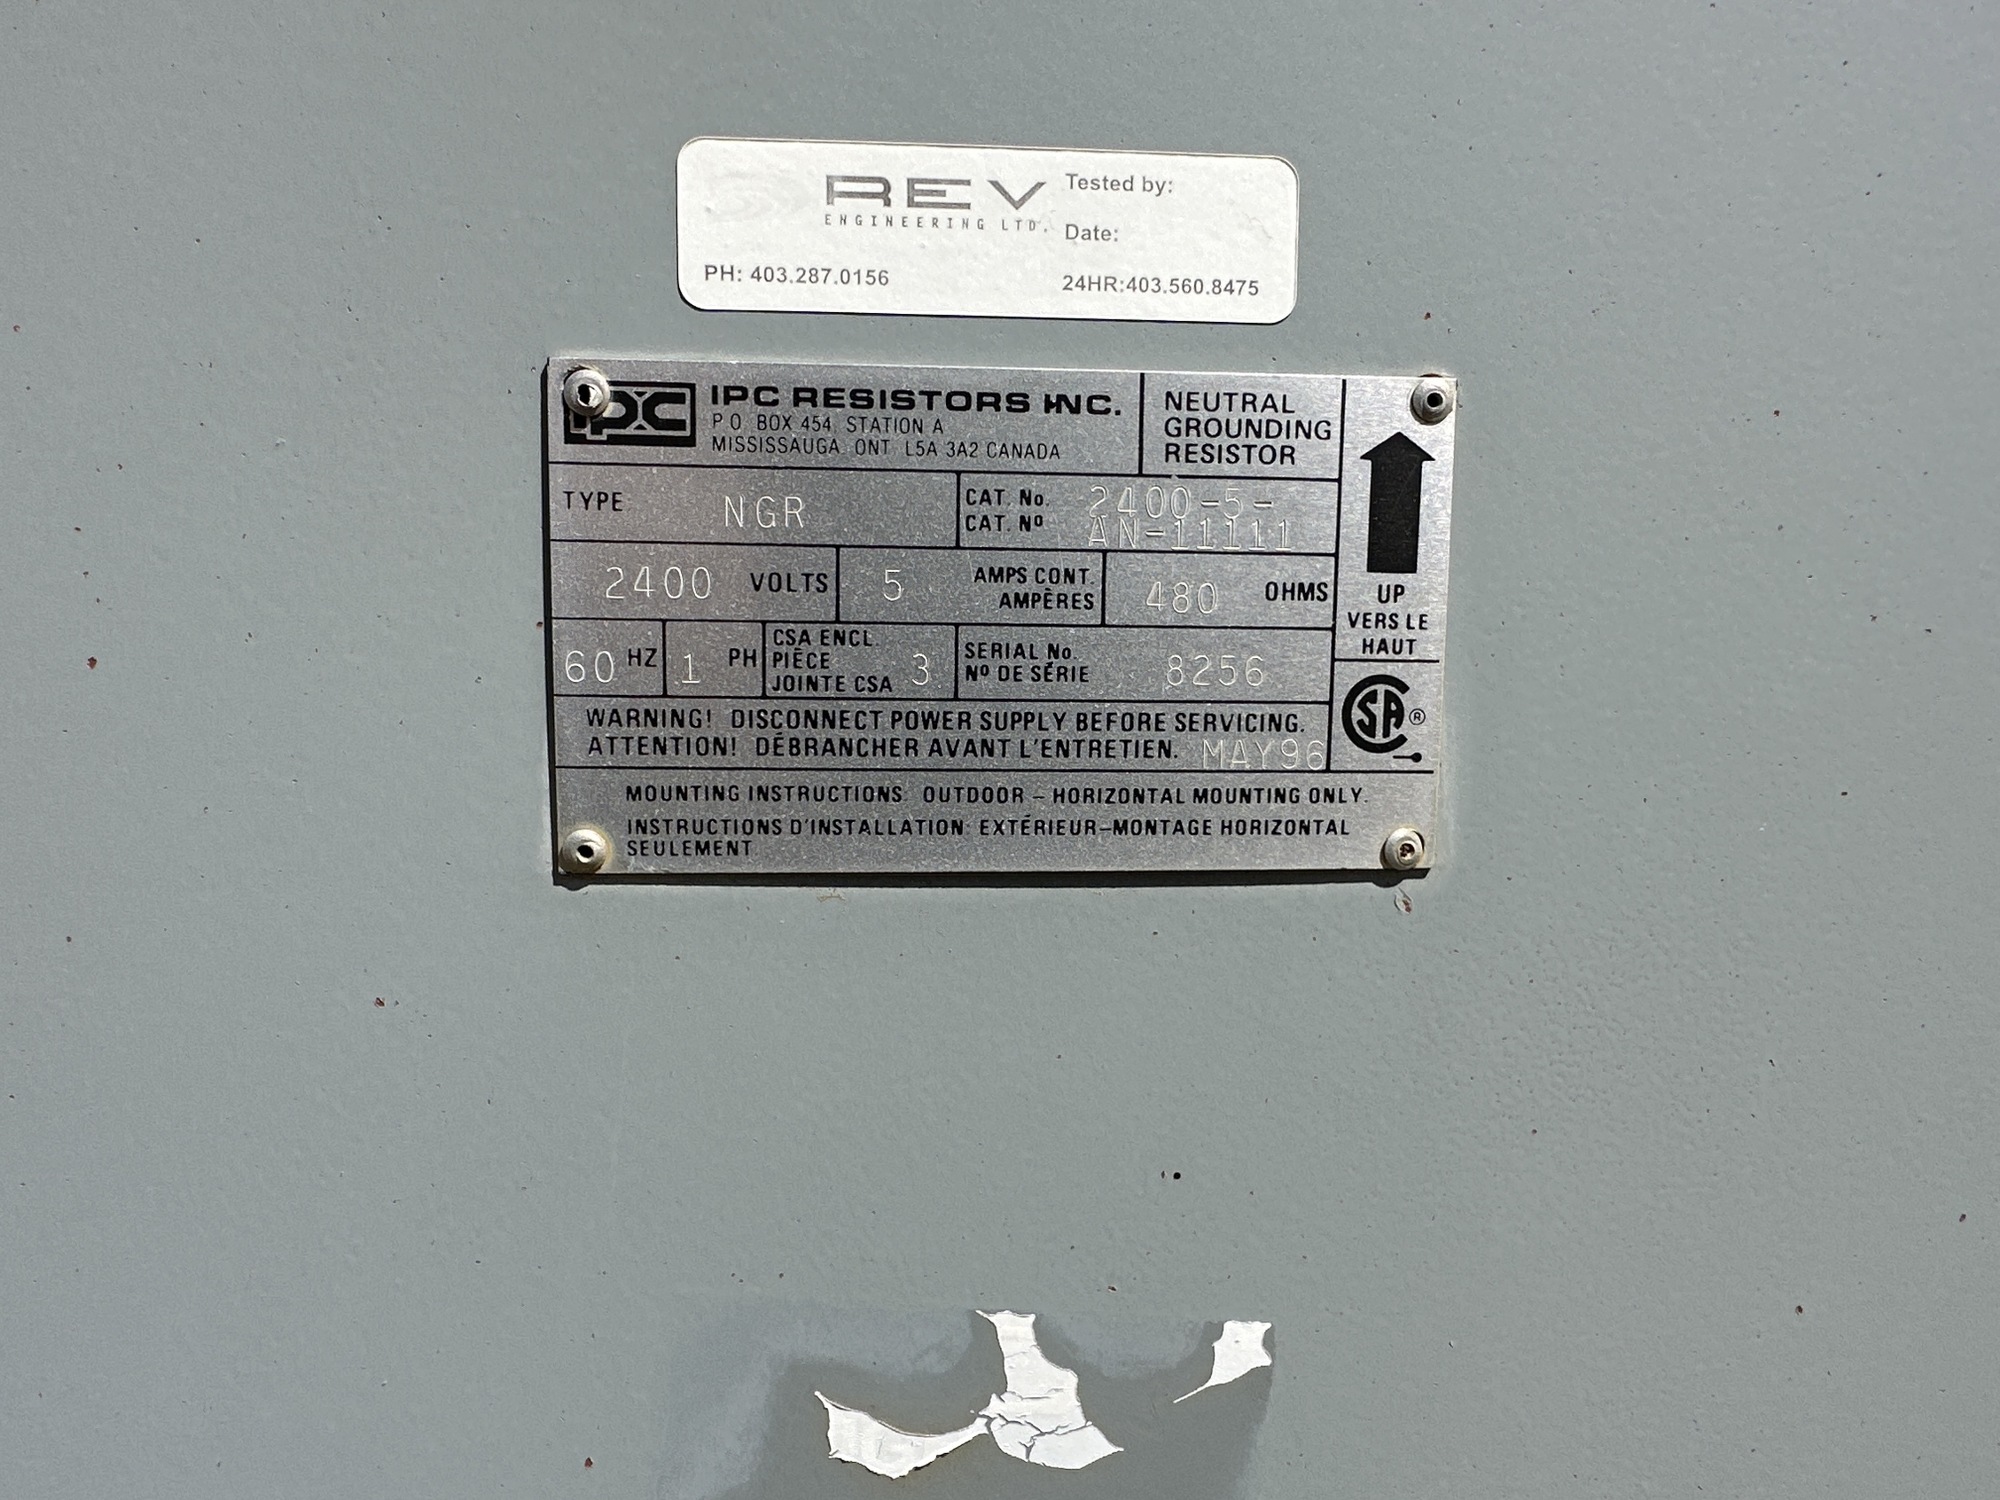 REV Tested by:
ENGINEERING LTD. Date:
PH: 403.287.0156 24HR:403.560.8475
IPC IPC RESISTORS INC.
P.O. BOX 454, STATION A
MISSISSAUGA, ONT. L5A 3A2 CANADA
NEUTRAL
GROUNDING
RESISTOR
TYPE NGR
CAT. No. 2400-5-
CAT. Nº AN-11111
2400 VOLTS
5 AMPS CONT.
AMPÈRES
480 OHMS
UP
VERS LE
HAUT
60 HZ
1 PH
CSA ENCL.
PIÈCE
JOINTE CSA 3
SERIAL No.
Nº DE SÉRIE 8256
WARNING! DISCONNECT POWER SUPPLY BEFORE SERVICING.
ATTENTION! DÉBRANCHER AVANT L'ENTRETIEN. MAY96
SA ®
MOUNTING INSTRUCTIONS: OUTDOOR – HORIZONTAL MOUNTING ONLY.
INSTRUCTIONS D'INSTALLATION: EXTÉRIEUR–MONTAGE HORIZONTAL
SEULEMENT.